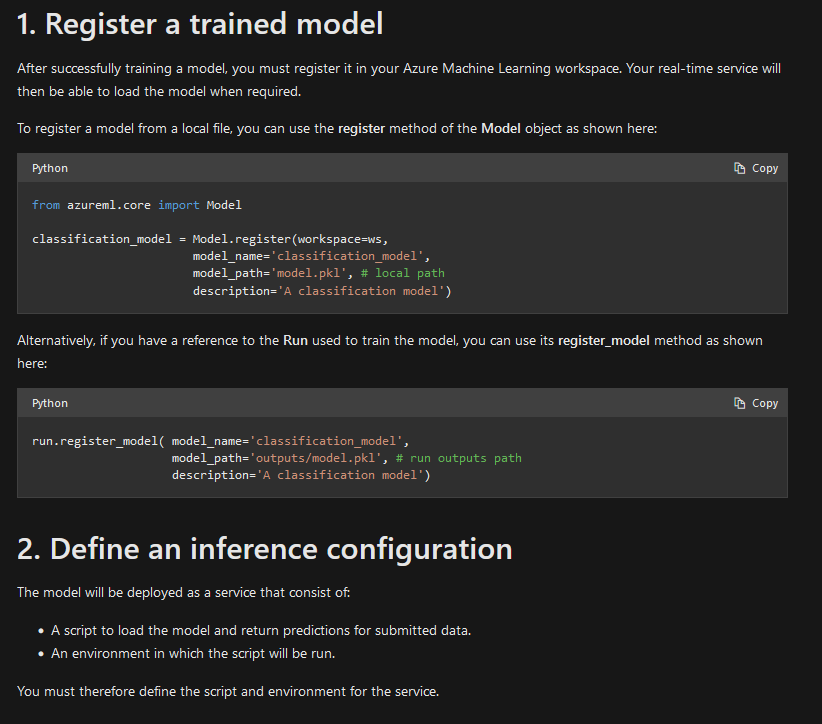 1. Register a trained model
After successfully training a model, you must register it in your Azure Machine Learning workspace. Your real-time service will
then be able to load the model when required.
To register a model from a local file, you can use the register method of the Model object as shown here:
Python
Copy
from azureml.core import Model
classification_model = Model.register(workspace=ws,
model_name='classification_model',
model_path='model.pkl', # local path
description='A classification model')
Alternatively, if you have a reference to the Run used to train the model, you can use its register_model method as shown
here:
Python
Copy
run.register_model( model_name='classification_model',
model_path='outputs/model.pkl', # run outputs path
description='A classification model')
2. Define an inference configuration
The model will be deployed as a service that consist of:
• A script to load the model and return predictions for submitted data.
• An environment in which the script will be run.
You must therefore define the script and environment for the service.